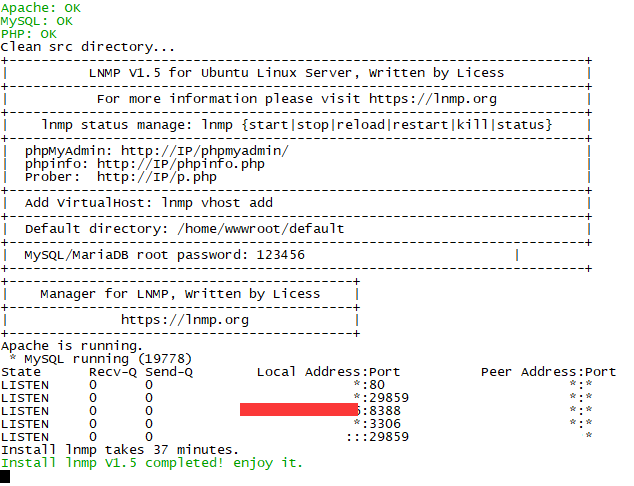 Apache: OK
MySQL: OK
PHP: OK
Clean src directory...
+------------------------------------------------------------------------+
|          LNMP V1.5 for Ubuntu Linux Server, Written by Licess          |
+------------------------------------------------------------------------+
|           For more information please visit https://lnmp.org           |
+------------------------------------------------------------------------+
|    lnmp status manage: lnmp {start|stop|reload|restart|kill|status}    |
+------------------------------------------------------------------------+
|  phpMyAdmin: http://IP/phpmyadmin/                                     |
|  phpinfo: http://IP/phpinfo.php                                        |
|  Prober:  http://IP/p.php                                              |
+------------------------------------------------------------------------+
|  Add VirtualHost: lnmp vhost add                                       |
+------------------------------------------------------------------------+
|  Default directory: /home/wwwroot/default                              |
+------------------------------------------------------------------------+
|  MySQL/MariaDB root password: 123456                          |
+------------------------------------------------------------------------+
+-------------------------------------------+
|    Manager for LNMP, Written by Licess    |
+-------------------------------------------+
|              https://lnmp.org             |
+-------------------------------------------+
Apache is running.
 * MySQL running (19778)
State      Recv-Q Send-Q        Local Address:Port          Peer Address:Port
LISTEN     0      0                         *:80                       *:*
LISTEN     0      0                         *:29859                    *:*
LISTEN     0      0                          :8388                     *:*
LISTEN     0      0                         *:3306                     *:*
LISTEN     0      0                        :::29859                      *
Install lnmp takes 37 minutes.
Install lnmp V1.5 completed! enjoy it.